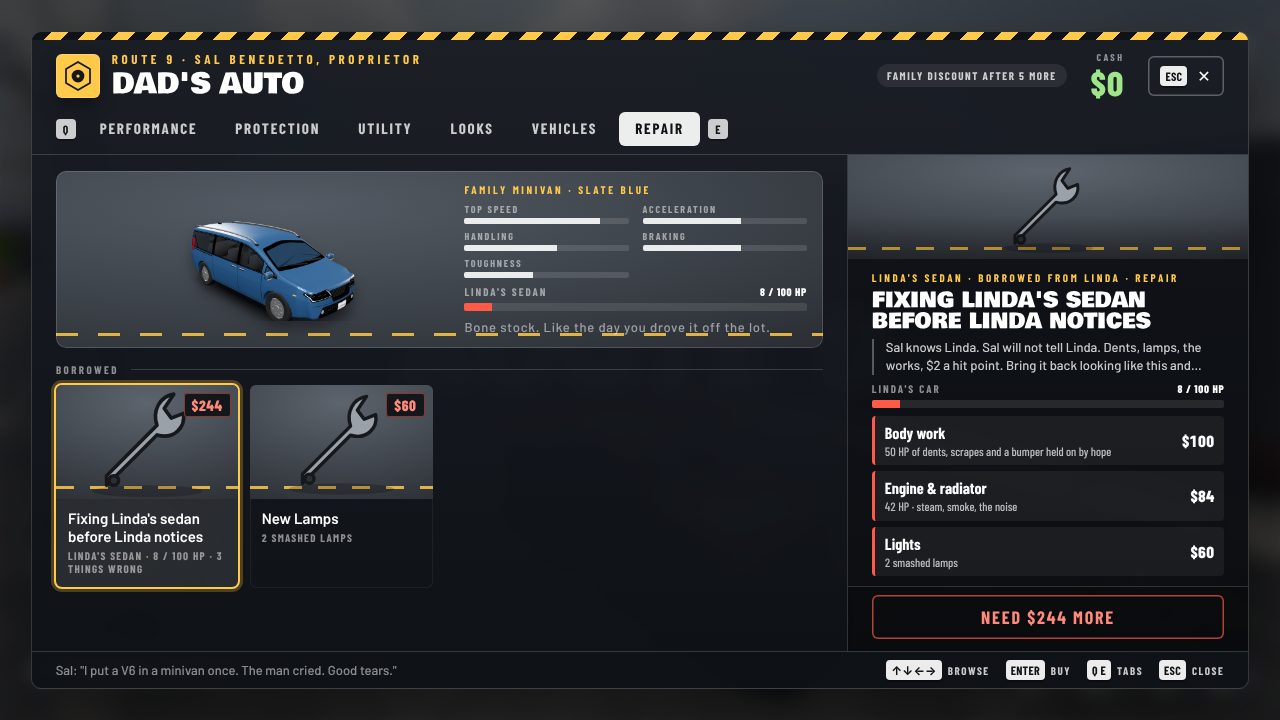 ROUTE 9 · SAL BENEDETTO, PROPRIETOR
DAD'S AUTO
FAMILY DISCOUNT AFTER 5 MORE
CASH
$0
ESC ✕
Q PERFORMANCE PROTECTION UTILITY LOOKS VEHICLES REPAIR E
FAMILY MINIVAN · SLATE BLUE
TOP SPEED ACCELERATION
HANDLING BRAKING
TOUGHNESS
LINDA'S SEDAN 8 / 100 HP
Bone stock. Like the day you drove it off the lot.
BORROWED
$244
Fixing Linda's sedan
before Linda notices
LINDA'S SEDAN · 8 / 100 HP · 3
THINGS WRONG
$60
New Lamps
2 SMASHED LAMPS
LINDA'S SEDAN · BORROWED FROM LINDA · REPAIR
FIXING LINDA'S SEDAN
BEFORE LINDA NOTICES
Sal knows Linda. Sal will not tell Linda. Dents, lamps, the
works, $2 a hit point. Bring it back looking like this and...
LINDA'S CAR 8 / 100 HP
Body work
50 HP of dents, scrapes and a bumper held on by hope
$100
Engine & radiator
42 HP · steam, smoke, the noise
$84
Lights
2 smashed lamps
$60
NEED $244 MORE
Sal: "I put a V6 in a minivan once. The man cried. Good tears."
↑↓←→ BROWSE ENTER BUY Q E TABS ESC CLOSE